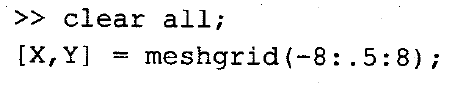 >> clear all;
[X,Y] = meshgrid(-8:.5:8);